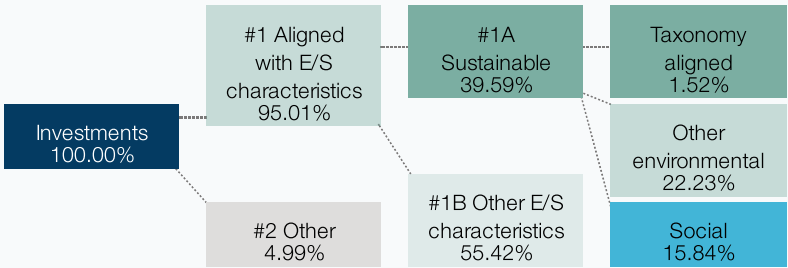 Investments
100.00%
#1 Aligned
with E/S
characteristics
95.01%
#2 Other
4.99%
#1A
Sustainable
39.59%
#1B Other E/S
characteristics
55.42%
Taxonomy
aligned
1.52%
Other
environmental
22.23%
Social
15.84%